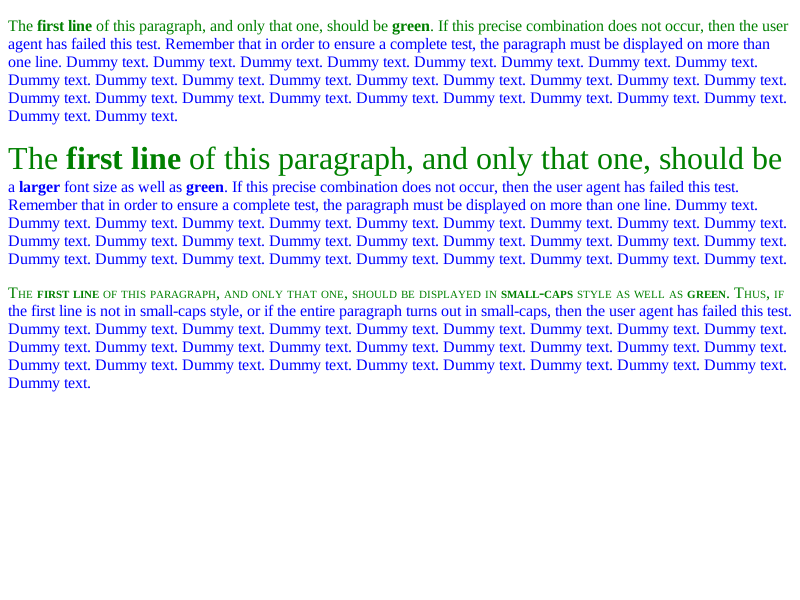 The first line of this paragraph, and only that one, should be green. If this precise combination does not occur, then the user
agent has failed this test. Remember that in order to ensure a complete test, the paragraph must be displayed on more than
one line. Dummy text. Dummy text. Dummy text. Dummy text. Dummy text. Dummy text. Dummy text. Dummy text.
Dummy text. Dummy text. Dummy text. Dummy text. Dummy text. Dummy text. Dummy text. Dummy text. Dummy text.
Dummy text. Dummy text. Dummy text. Dummy text. Dummy text. Dummy text. Dummy text. Dummy text. Dummy text.
Dummy text. Dummy text.
The first line of this paragraph, and only that one, should be
a larger font size as well as green. If this precise combination does not occur, then the user agent has failed this test.
Remember that in order to ensure a complete test, the paragraph must be displayed on more than one line. Dummy text.
Dummy text. Dummy text. Dummy text. Dummy text. Dummy text. Dummy text. Dummy text. Dummy text. Dummy text.
Dummy text. Dummy text. Dummy text. Dummy text. Dummy text. Dummy text. Dummy text. Dummy text. Dummy text.
Dummy text. Dummy text. Dummy text. Dummy text. Dummy text. Dummy text. Dummy text. Dummy text. Dummy text.
The first line of this paragraph, and only that one, should be displayed in small-caps style as well as green. Thus, if
the first line is not in small-caps style, or if the entire paragraph turns out in small-caps, then the user agent has failed this test.
Dummy text. Dummy text. Dummy text. Dummy text. Dummy text. Dummy text. Dummy text. Dummy text. Dummy text.
Dummy text. Dummy text. Dummy text. Dummy text. Dummy text. Dummy text. Dummy text. Dummy text. Dummy text.
Dummy text. Dummy text. Dummy text. Dummy text. Dummy text. Dummy text. Dummy text. Dummy text. Dummy text.
Dummy text.